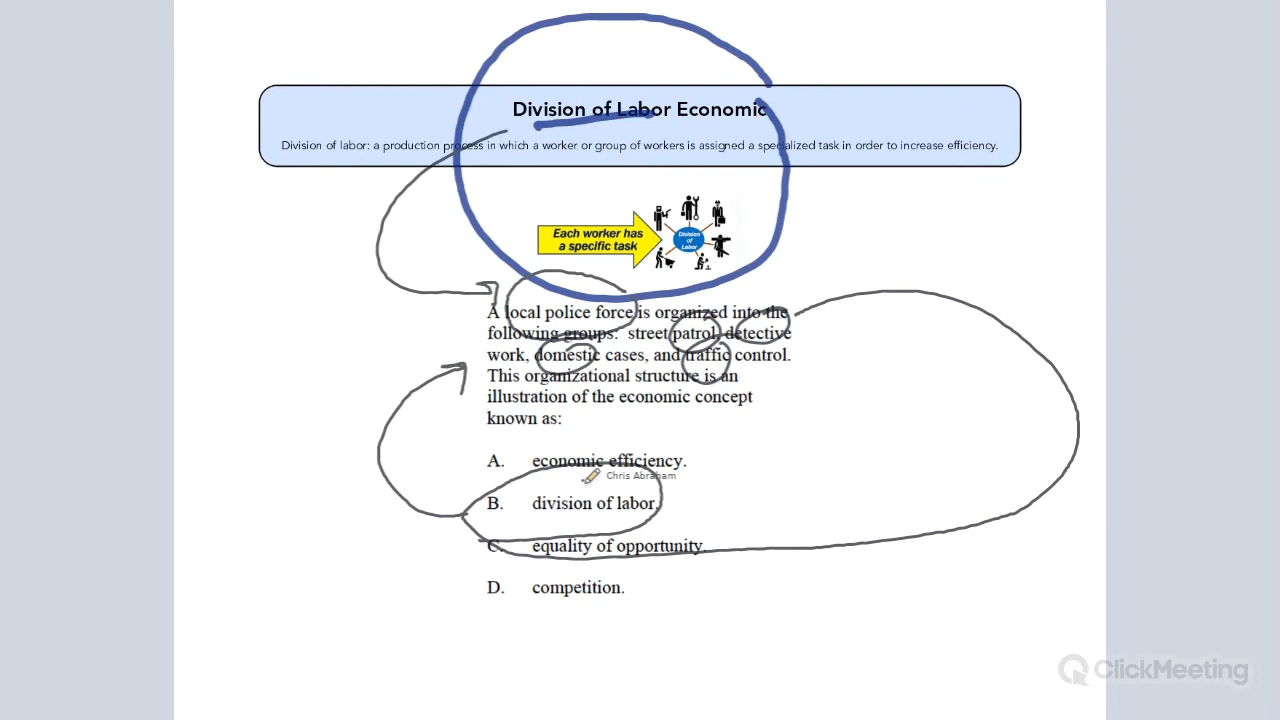 Division of Labor Economic
Division of labor: a production process in which a worker or group of workers is assigned a specialized task in order to increase efficiency.
Each worker has
a specific task
Division
of
Labor
A local police force is organized into the
following groups: street patrol, detective
work, domestic cases, and traffic control.
This organizational structure is an
illustration of the economic concept
known as:
A. economic efficiency.
Chris Abraham
B. division of labor.
C. equality of opportunity.
D. competition.
ClickMeeting